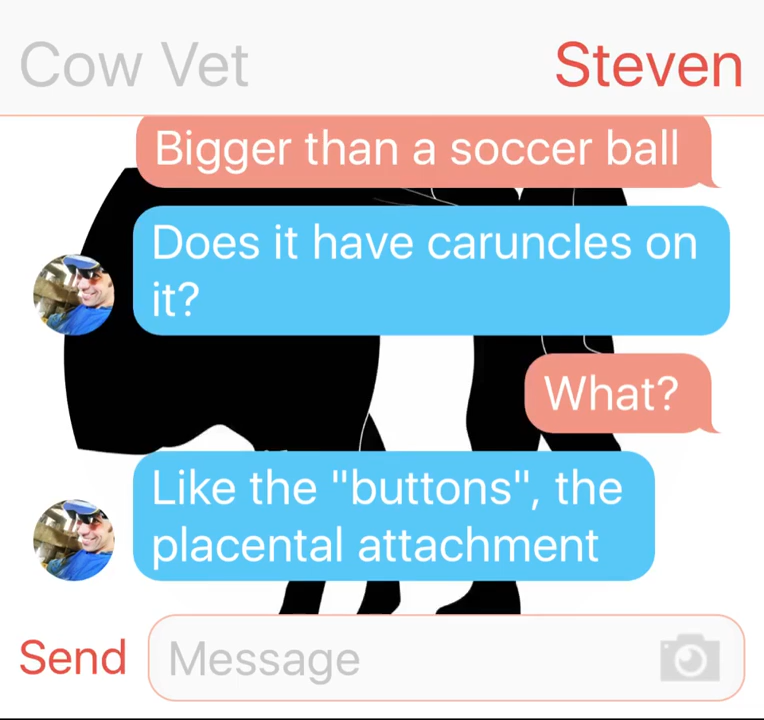 Cow Vet
Steven
Bigger than a soccer ball
Does it have caruncles on
it?
What?
Like the "buttons", the
placental attachment
Send
Message